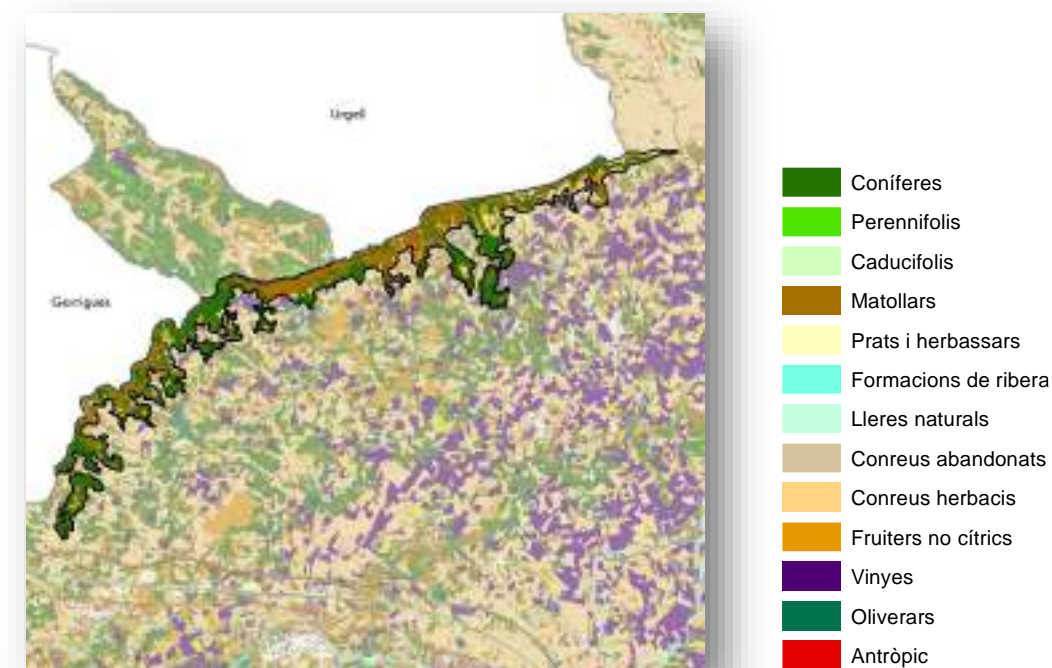 Urgell
Garrigues
Coníferes
Perennifolis
Caducifolis
Matollars
Prats i herbassars
Formacions de ribera
Lleres naturals
Conreus abandonats
Conreus herbacis
Fruiters no cítrics
Vinyes
Oliverars
Antròpic